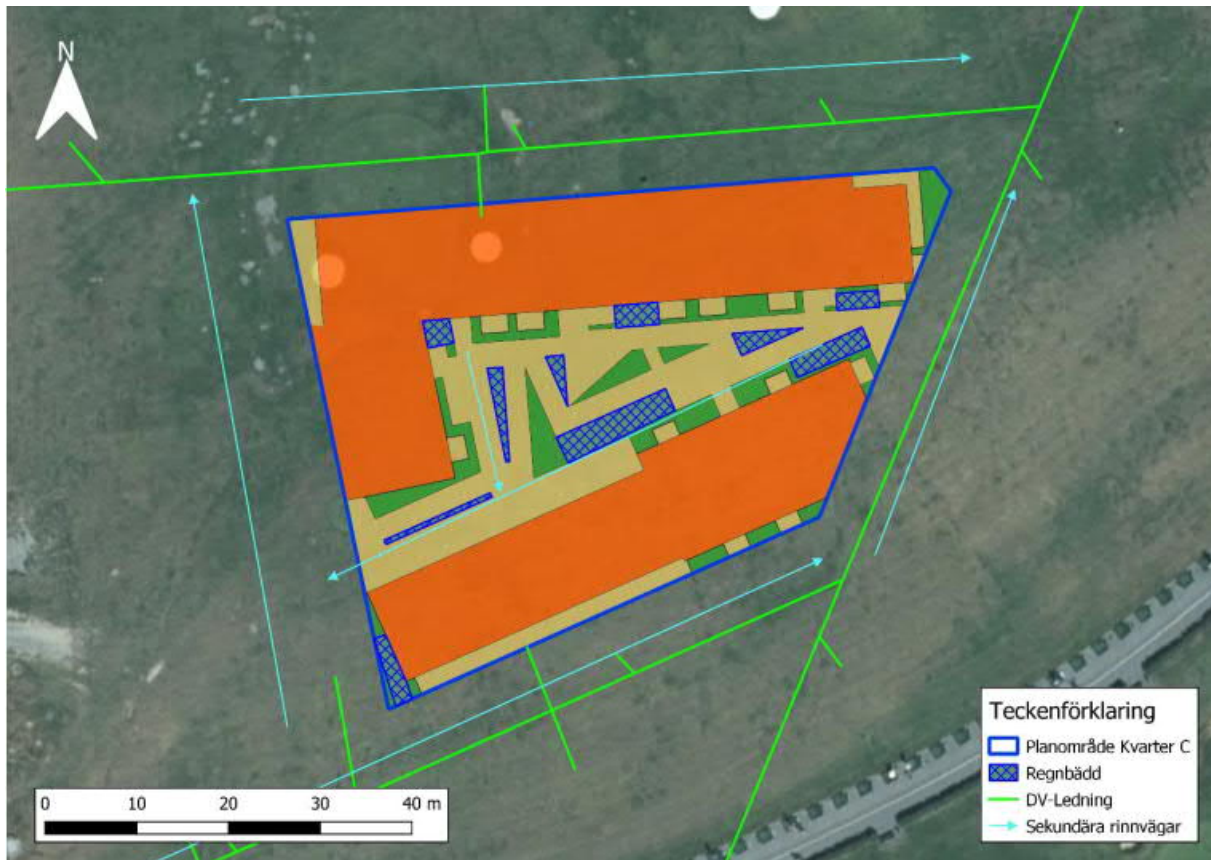 N
Teckenförklaring
Planområde Kvarter C
Regnbädd
DV-Ledning
Sekundära rinnvägar
0 10 20 30 40 m